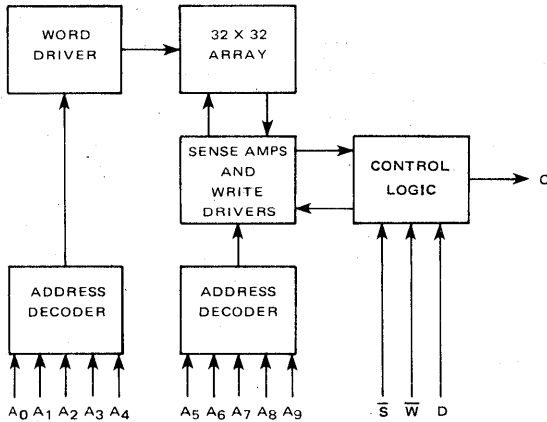 WORD
DRIVER
32 X 32
ARRAY
SENSE AMPS
AND
WRITE
DRIVERS
CONTROL
LOGIC
O
ADDRESS
DECODER
ADDRESS
DECODER
A0 A1 A2 A3 A4
A5 A6 A7 A8 A9
S̅ W̅ D